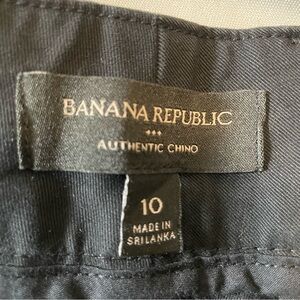 BANANA REPUBLIC
AUTHENTIC CHINO
10
MADE IN
SRI LANKA